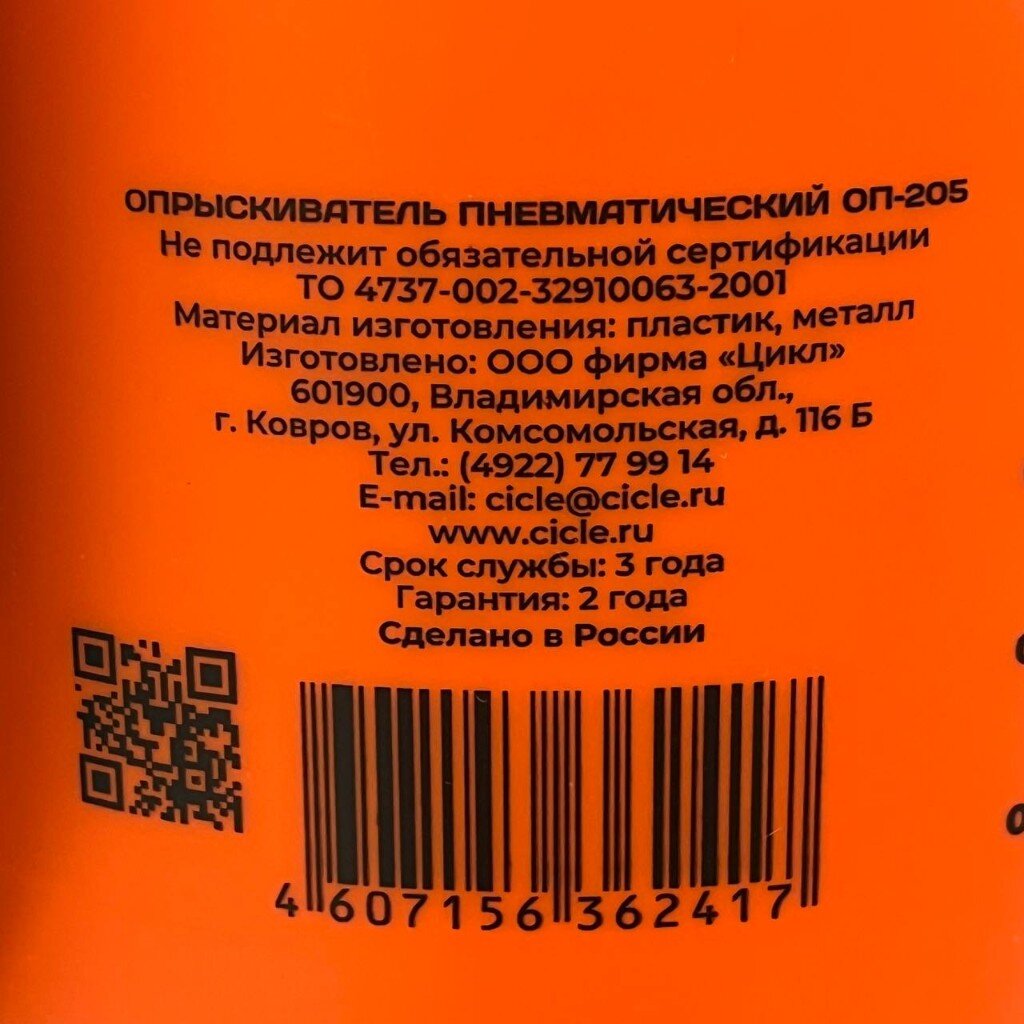 ОПРЫСКИВАТЕЛЬ ПНЕВМАТИЧЕСКИЙ ОП-205
Не подлежит обязательной сертификации
ТО 4737-002-32910063-2001
Материал изготовления: пластик, металл
Изготовлено: ООО фирма «Цикл»
601900, Владимирская обл.,
г. Ковров, ул. Комсомольская, д. 116 Б
Тел.: (4922) 77 99 14
E-mail: cicle@cicle.ru
www.cicle.ru
Срок службы: 3 года
Гарантия: 2 года
Сделано в России
4 607156 362417